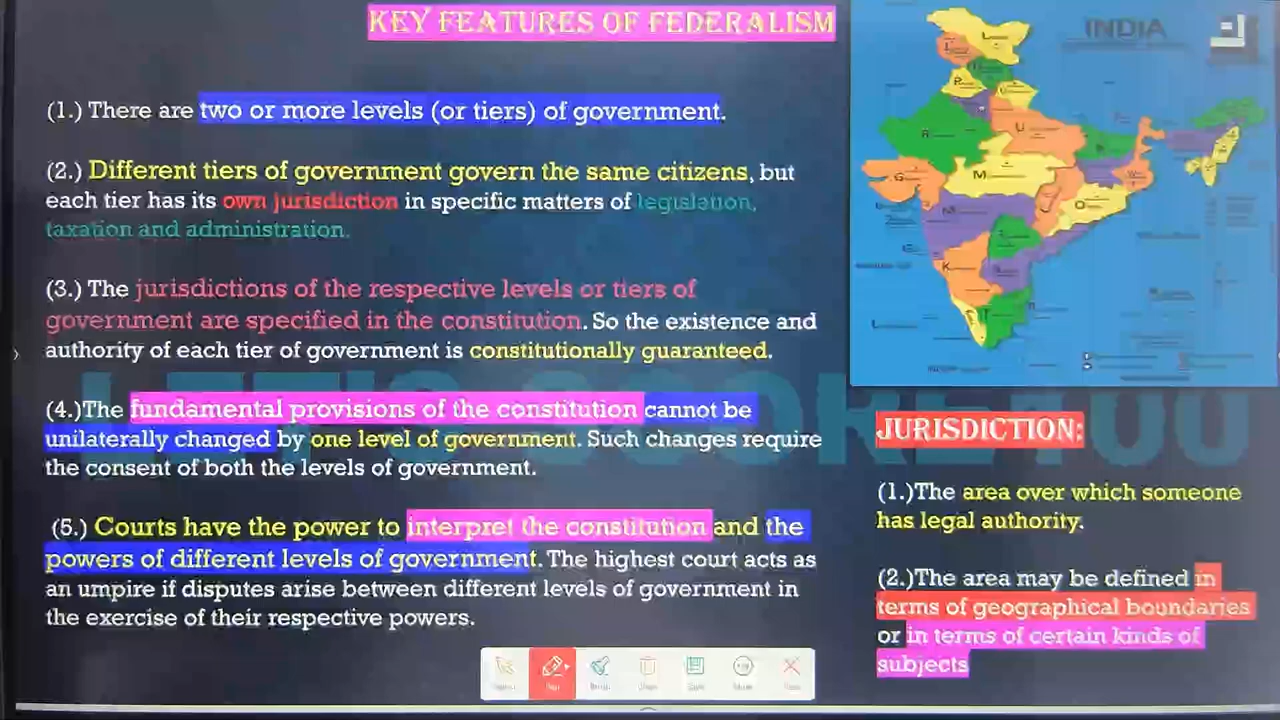 KEY FEATURES OF FEDERALISM
INDIA
(1.) There are two or more levels (or tiers) of government.
(2.) Different tiers of government govern the same citizens, but
each tier has its own jurisdiction in specific matters of legislation,
taxation and administration.
(3.) The jurisdictions of the respective levels or tiers of
government are specified in the constitution. So the existence and
authority of each tier of government is constitutionally guaranteed.
(4.)The fundamental provisions of the constitution cannot be
unilaterally changed by one level of government. Such changes require
the consent of both the levels of government.
(5.) Courts have the power to interpret the constitution and the
powers of different levels of government. The highest court acts as
an umpire if disputes arise between different levels of government in
the exercise of their respective powers.
LET'S SCORE 100
JURISDICTION:
(1.)The area over which someone
has legal authority.
(2.)The area may be defined in
terms of geographical boundaries
or in terms of certain kinds of
subjects